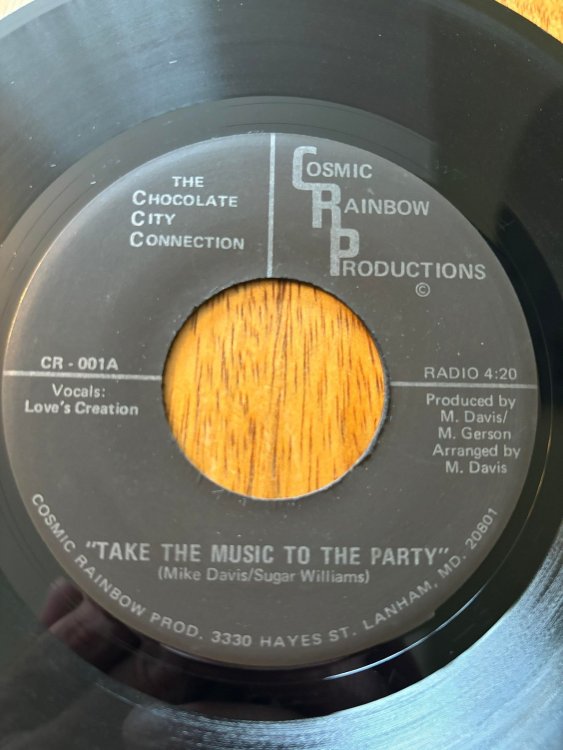 THE
CHOCOLATE
CITY
CONNECTION
COSMIC
RAINBOW
PRODUCTIONS
©
CR - 001A
RADIO 4:20
Vocals:
Love's Creation
Produced by
M. Davis/
M. Gerson
Arranged by
M. Davis
"TAKE THE MUSIC TO THE PARTY"
(Mike Davis/Sugar Williams)
COSMIC RAINBOW PROD. 3330 HAYES ST. LANHAM, MD. 20801